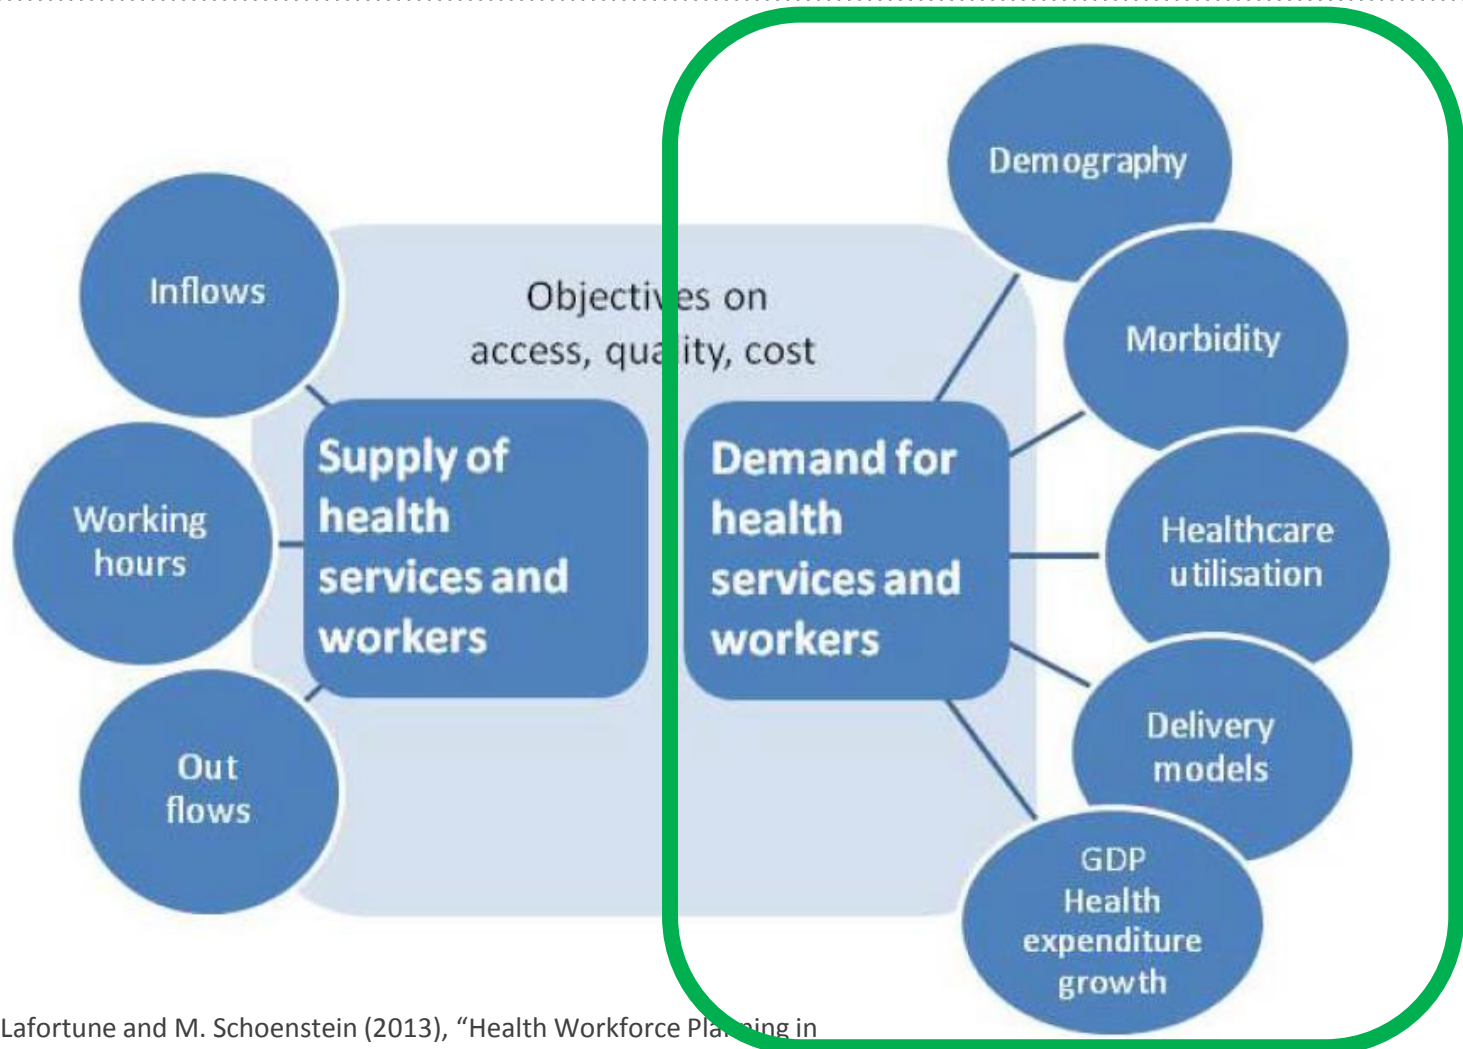 Demography
Morbidity
Inflows
Objectives on
access, quality, cost
Working
hours
Supply of
health
services and
workers
Demand for
health
services and
workers
Healthcare
utilisation
Out
flows
Delivery
models
GDP
Health
expenditure
growth
Lafortune and M. Schoenstein (2013), “Health Workforce Planning in